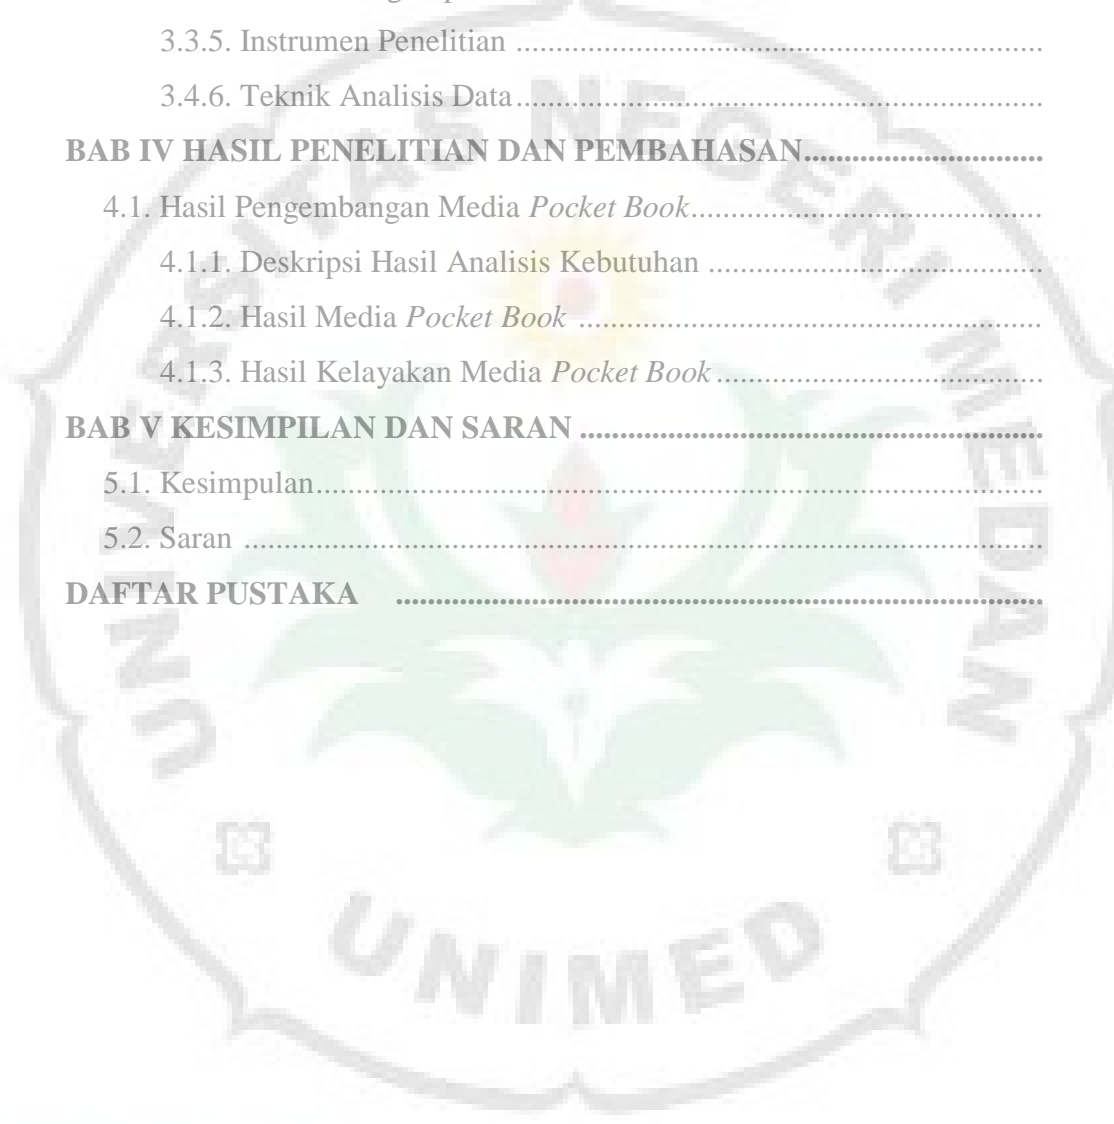 3.3.5. Instrumen Penelitian ................................................................
3.4.6. Teknik Analisis Data................................................................
BAB IV HASIL PENELITIAN DAN PEMBAHASAN..............................
4.1. Hasil Pengembangan Media Pocket Book...........................................
4.1.1. Deskripsi Hasil Analisis Kebutuhan .........................................
4.1.2. Hasil Media Pocket Book .........................................................
4.1.3. Hasil Kelayakan Media Pocket Book........................................
BAB V KESIMPILAN DAN SARAN ..........................................................
5.1. Kesimpulan.........................................................................................
5.2. Saran ..................................................................................................
DAFTAR PUSTAKA ................................................................................
UNIVERSITAS NEGERI MEDAN
UNIMED